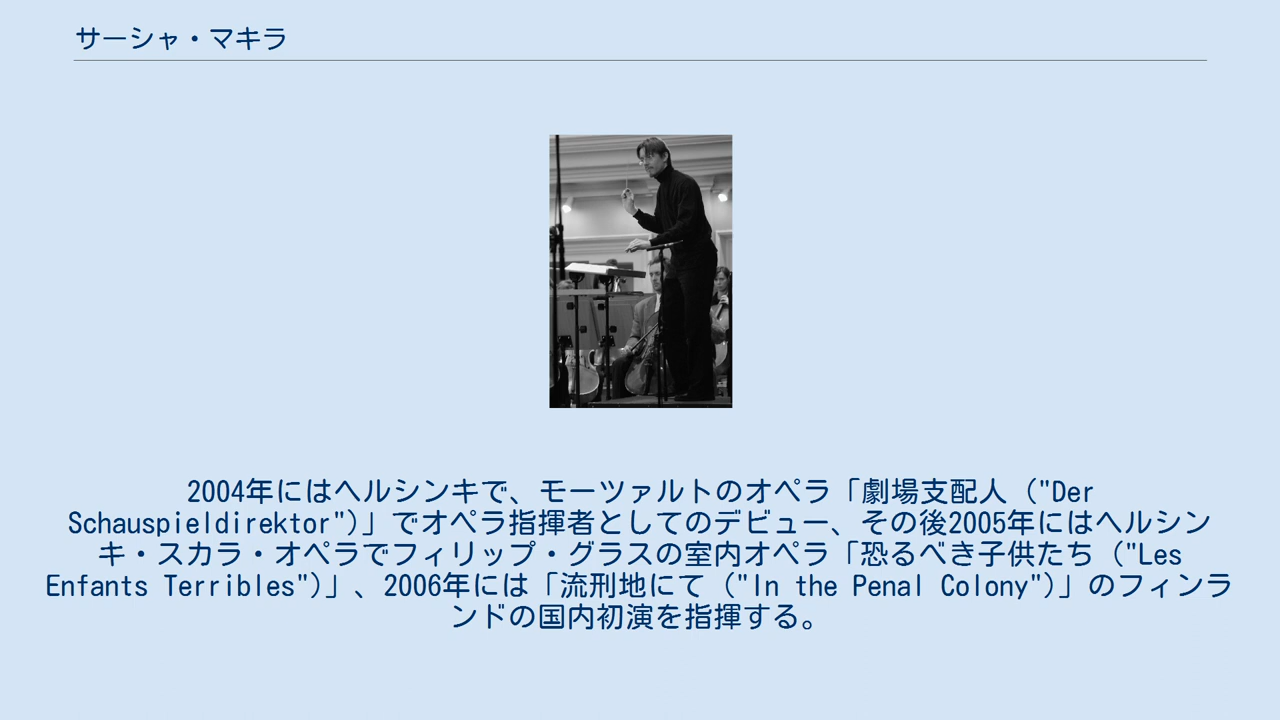 サーシャ・マキラ
2004年にはヘルシンキで、モーツァルトのオペラ「劇場支配人（"Der
Schauspieldirektor")」でオペラ指揮者としてのデビュー、その後2005年にはヘルシン
キ・スカラ・オペラでフィリップ・グラスの室内オペラ「恐るべき子供たち（"Les
Enfants Terribles")」、2006年には「流刑地にて（"In the Penal Colony")」のフィンラ
ンドの国内初演を指揮する。